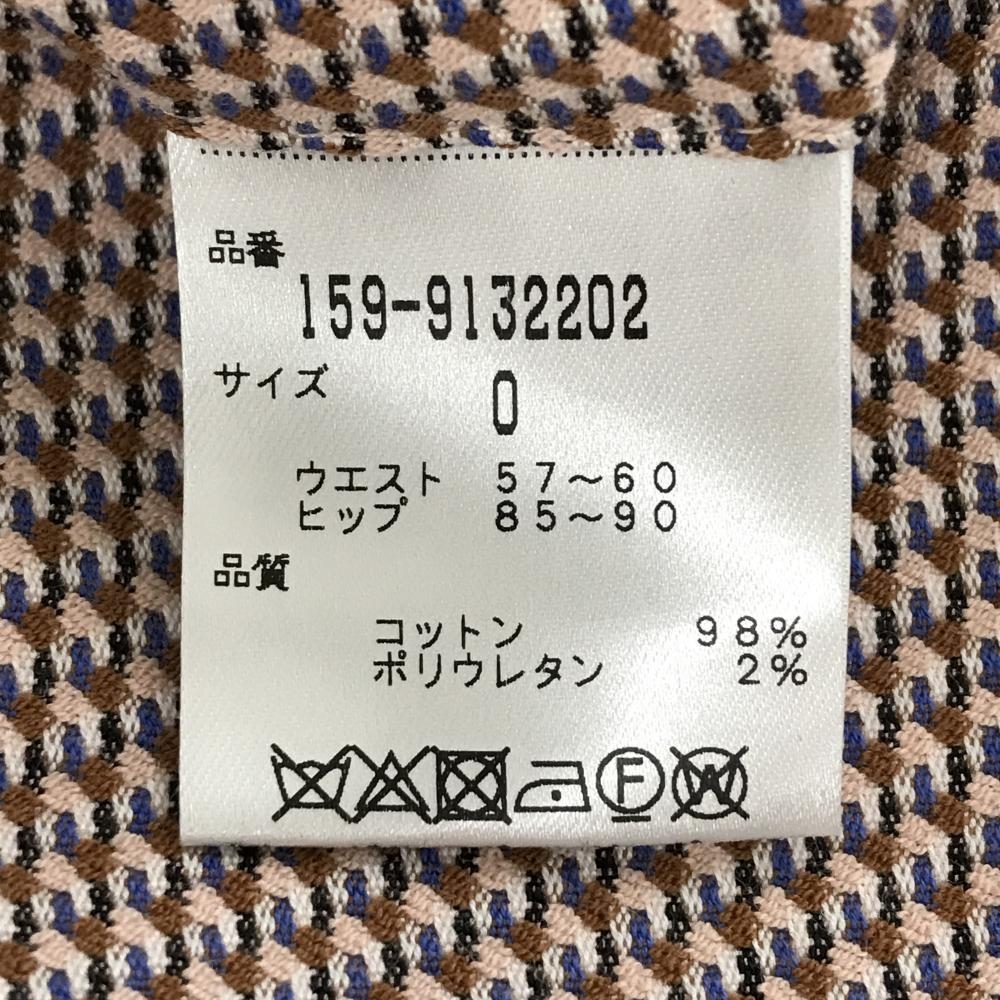 品番
159-9132202
サイズ
0
ウエスト 57～60
ヒップ 85～90
品質
コットン 98%
ポリウレタン 2%
F W